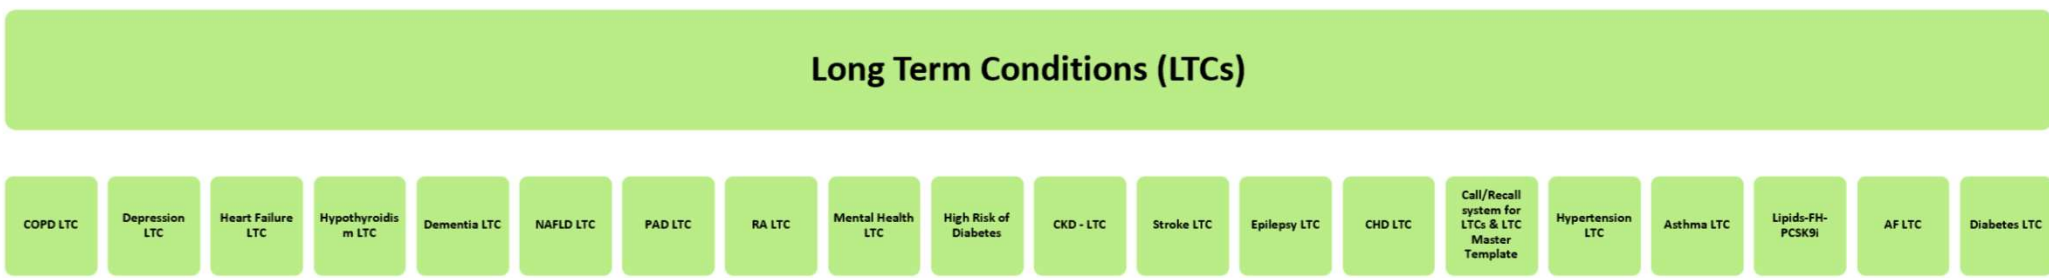 Long Term Conditions (LTCs)
COPD LTC
Depression
LTC
Heart Failure
LTC
Hypothyroidis
m LTC
Dementia LTC
NAFLD LTC
PAD LTC
RA LTC
Mental Health
LTC
High Risk of
Diabetes
CKD - LTC
Stroke LTC
Epilepsy LTC
CHD LTC
Call/Recall
system for
LTCs & LTC
Master
Template
Hypertension
LTC
Asthma LTC
Lipids-FH-
PCSK9i
AF LTC
Diabetes LTC